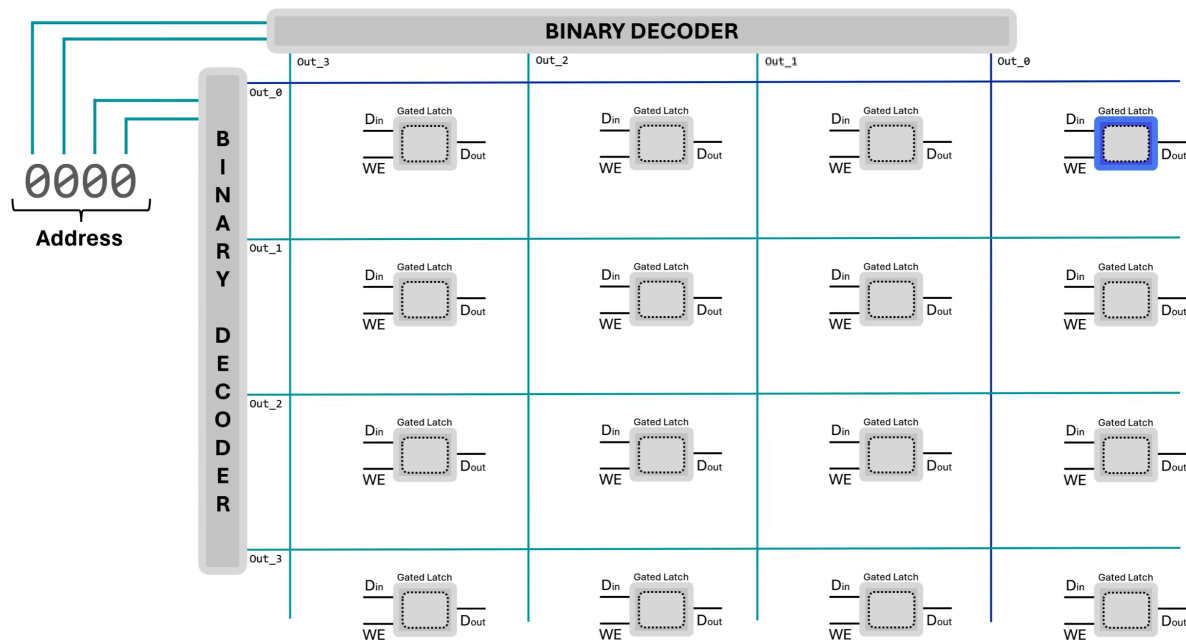 BINARY DECODER
Out_3 Out_2 Out_1 Out_0
BINARY DECODER
Out_0
Gated Latch Gated Latch Gated Latch Gated Latch
Din Din Din Din
Dout Dout Dout Dout
WE WE WE WE
0000
Address
Out_1
Gated Latch Gated Latch Gated Latch Gated Latch
Din Din Din Din
Dout Dout Dout Dout
WE WE WE WE
Out_2
Gated Latch Gated Latch Gated Latch Gated Latch
Din Din Din Din
Dout Dout Dout Dout
WE WE WE WE
Out_3
Gated Latch Gated Latch Gated Latch Gated Latch
Din Din Din Din
Dout Dout Dout Dout
WE WE WE WE